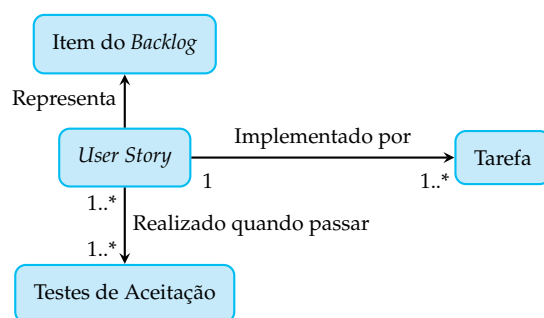 Item do Backlog
Representa
User Story
Implementado por
Tarefa
1
1..*
1..*
Realizado quando passar
1..*
Testes de Aceitação